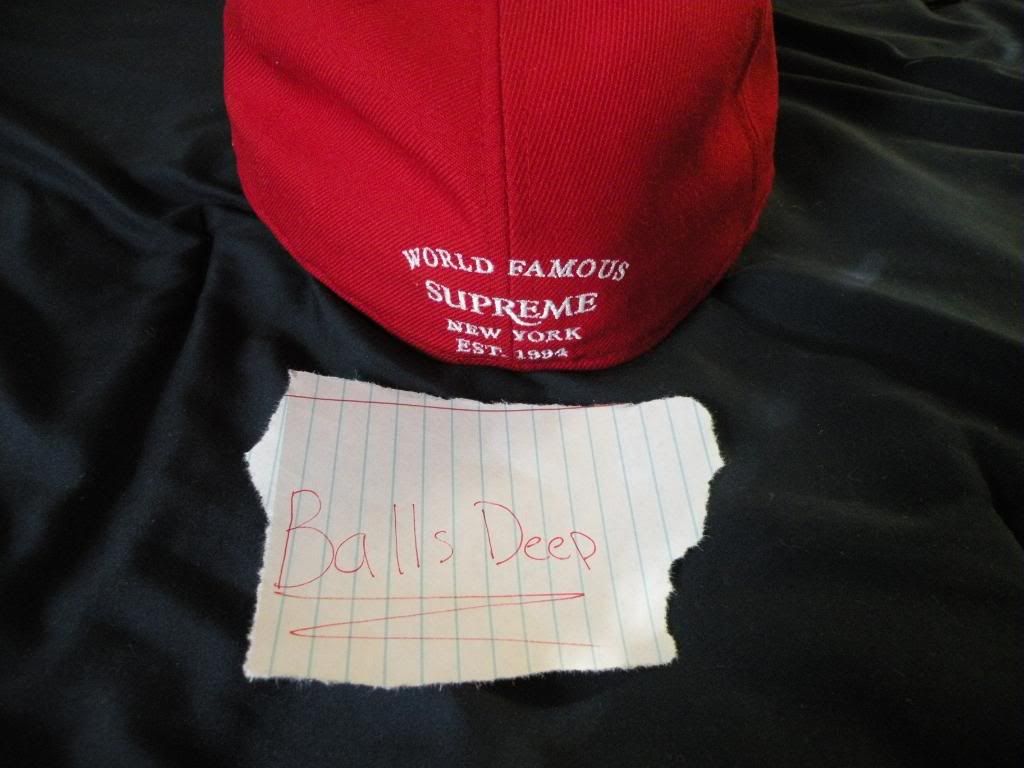 WORLD FAMOUS
SUPREME
NEW YORK
EST. 1994
Balls Deep